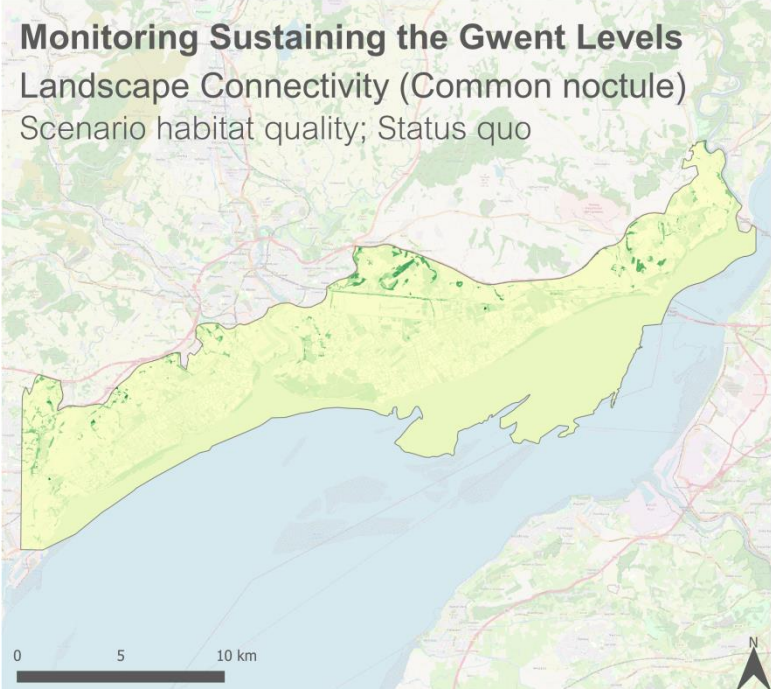 Monitoring Sustaining the Gwent Levels
Landscape Connectivity (Common noctule)
Scenario habitat quality; Status quo
N
0 5 10 km